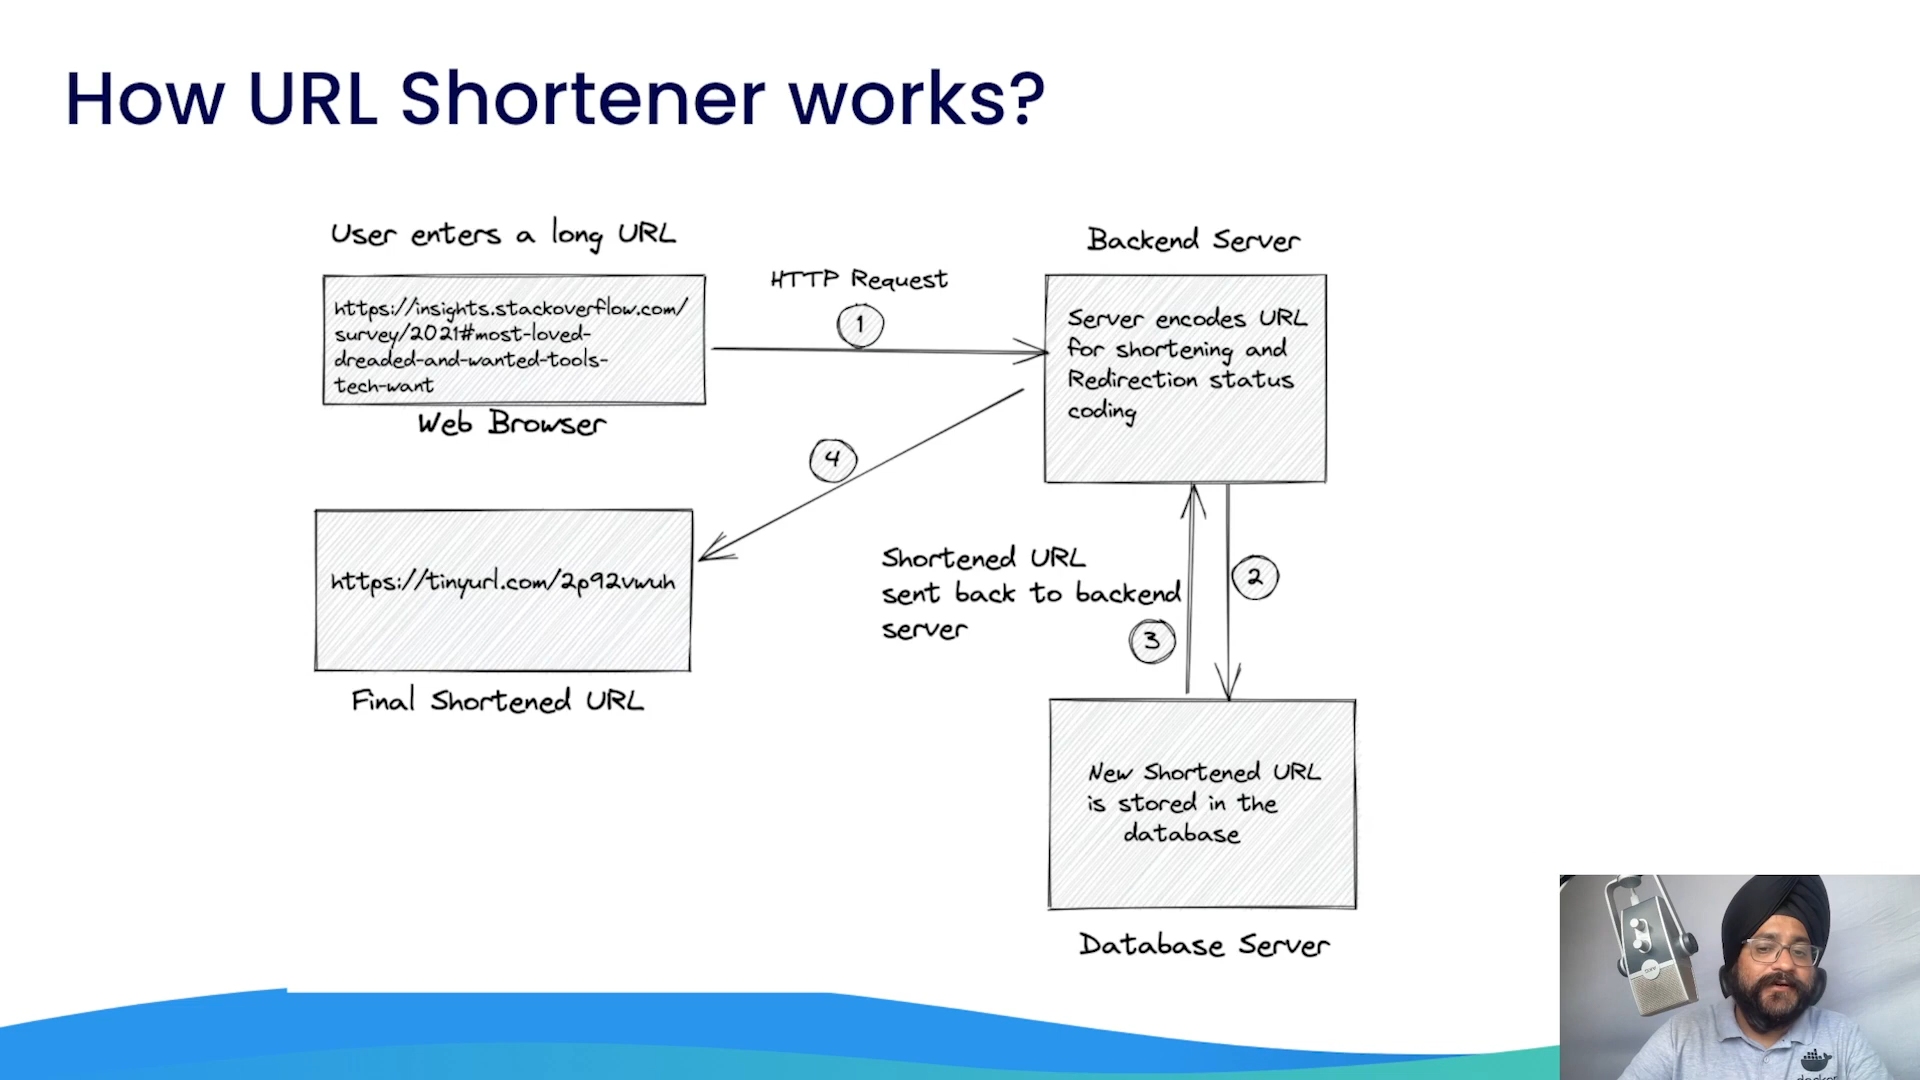 How URL Shortener works?
User enters a long URL
https://insights.stackoverflow.com/
survey/2021#most-loved-
dreaded-and-wanted-tools-
tech-want
Web Browser
HTTP Request
1
Backend Server
Server encodes URL
for shortening and
Redirection status
coding
4
https://tinyurl.com/2p92vwuh
Final Shortened URL
Shortened URL
sent back to backend
server
3
2
New Shortened URL
is stored in the
database
Database Server
docker